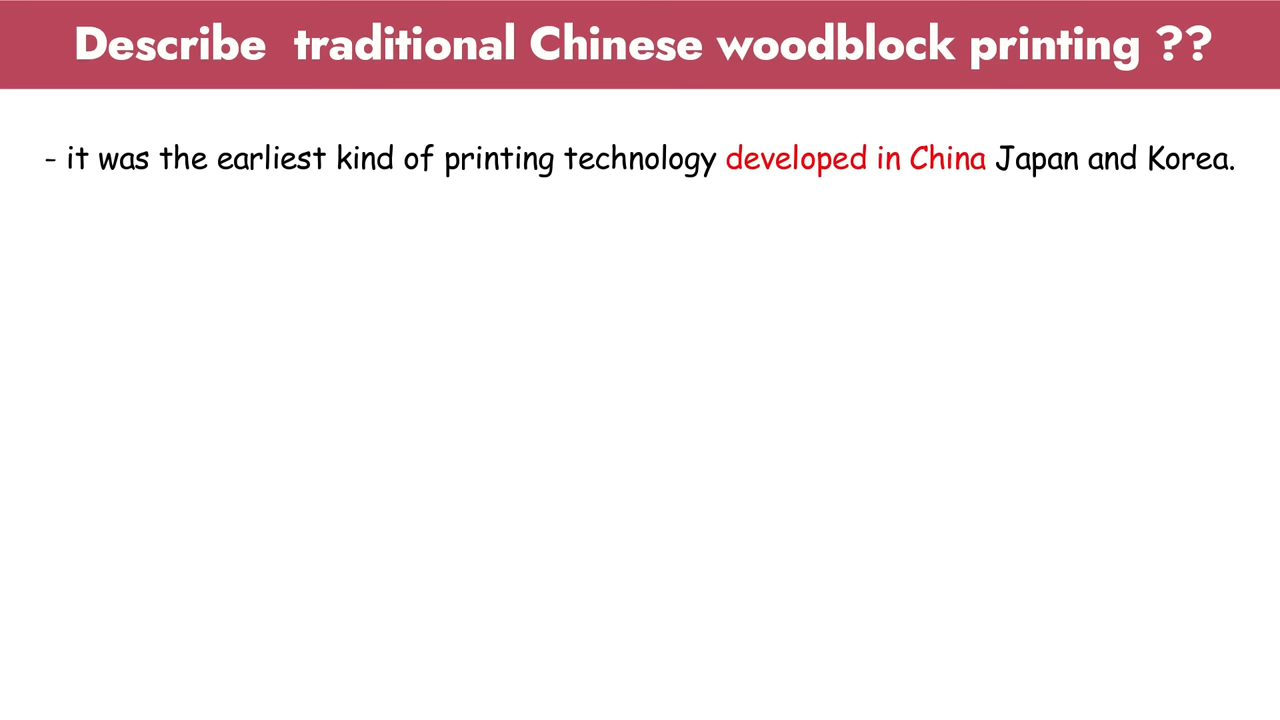 Describe  traditional Chinese woodblock printing ??
- it was the earliest kind of printing technology developed in China Japan and Korea.